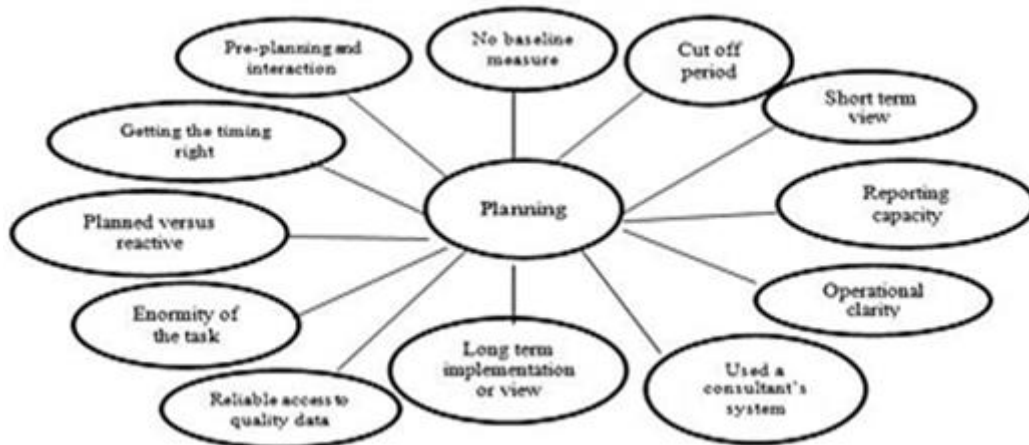 Pre-planning and
interaction
No baseline
measure
Cut off
period
Short term
view
Getting the timing
right
Planning
Reporting
capacity
Planned versus
reactive
Operational
clarity
Enormity of
the task
Long term
implementation
or view
Used a
consultant's
system
Reliable access to
quality data